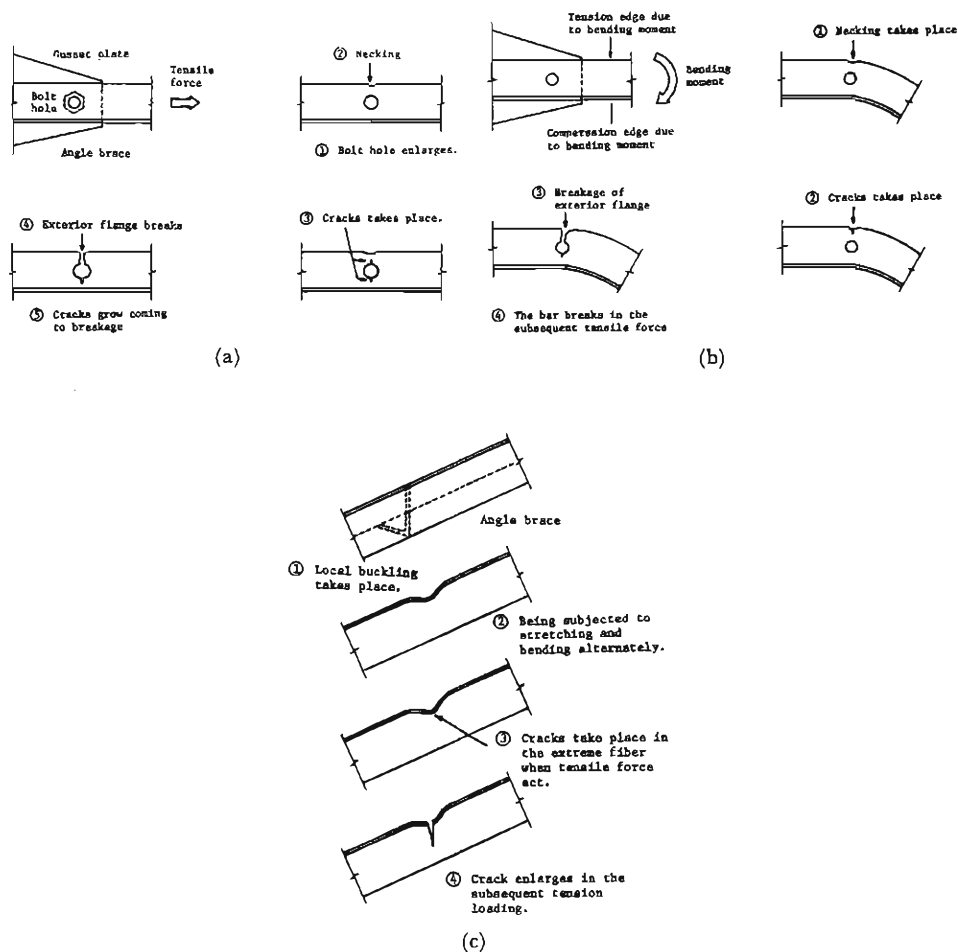 Gusset plate
Bolt
hole
Tensile
force
Angle brace
② Necking
① Bolt hole enlarges.
④ Exterior flange breaks
⑤ Cracks grow coming
to breakage
③ Cracks takes place.
(a)
Tension edge due
to bending moment
Bending
moment
Compression edge due
to bending moment
① Necking takes place
③ Breakage of
exterior flange
④ The bar breaks in the
subsequent tensile force
② Cracks takes place
(b)
Angle brace
① Local buckling
takes place.
② Being subjected to
stretching and
bending alternately.
③ Cracks take place in
the extreme fiber
when tensile force
act.
④ Crack enlarges in the
subsequent tension
loading.
(c)